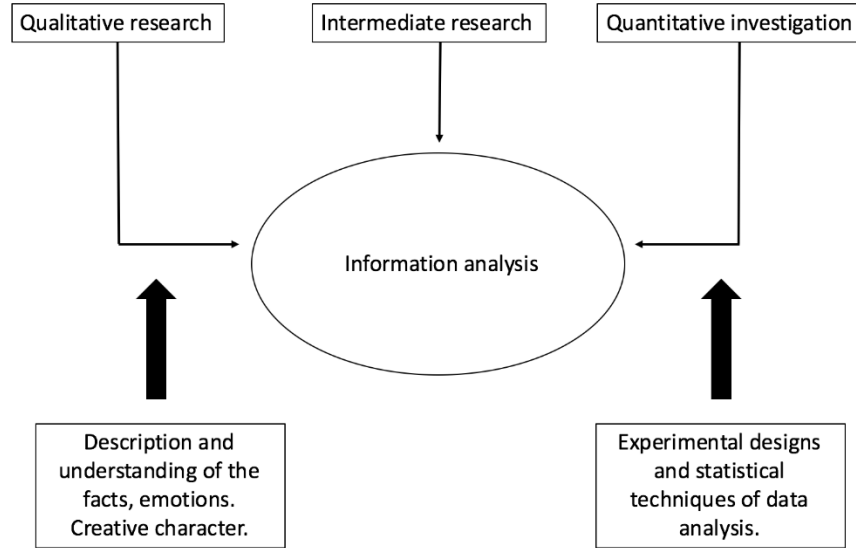 Qualitative research
Intermediate research
Quantitative investigation
Information analysis
Description and
understanding of the
facts, emotions.
Creative character.
Experimental designs
and statistical
techniques of data
analysis.